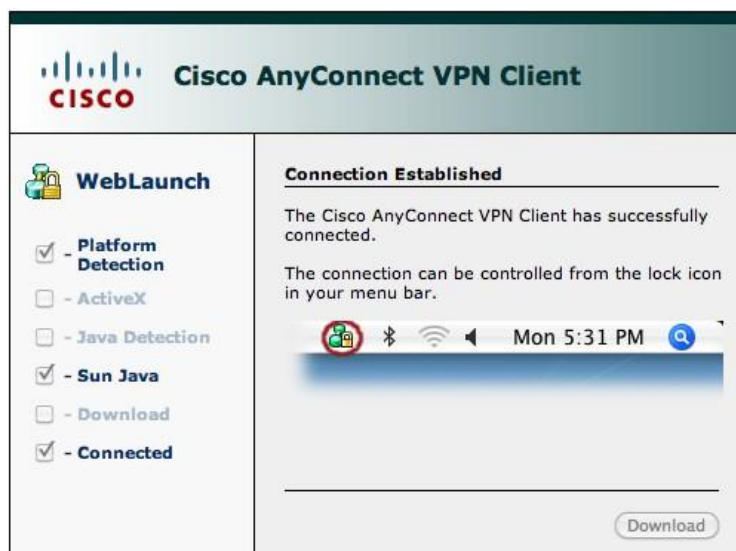 CISCO
Cisco AnyConnect VPN Client
WebLaunch
- Platform
Detection
- ActiveX
- Java Detection
- Sun Java
- Download
- Connected
Connection Established
The Cisco AnyConnect VPN Client has successfully
connected.
The connection can be controlled from the lock icon
in your menu bar.
Mon 5:31 PM
Download